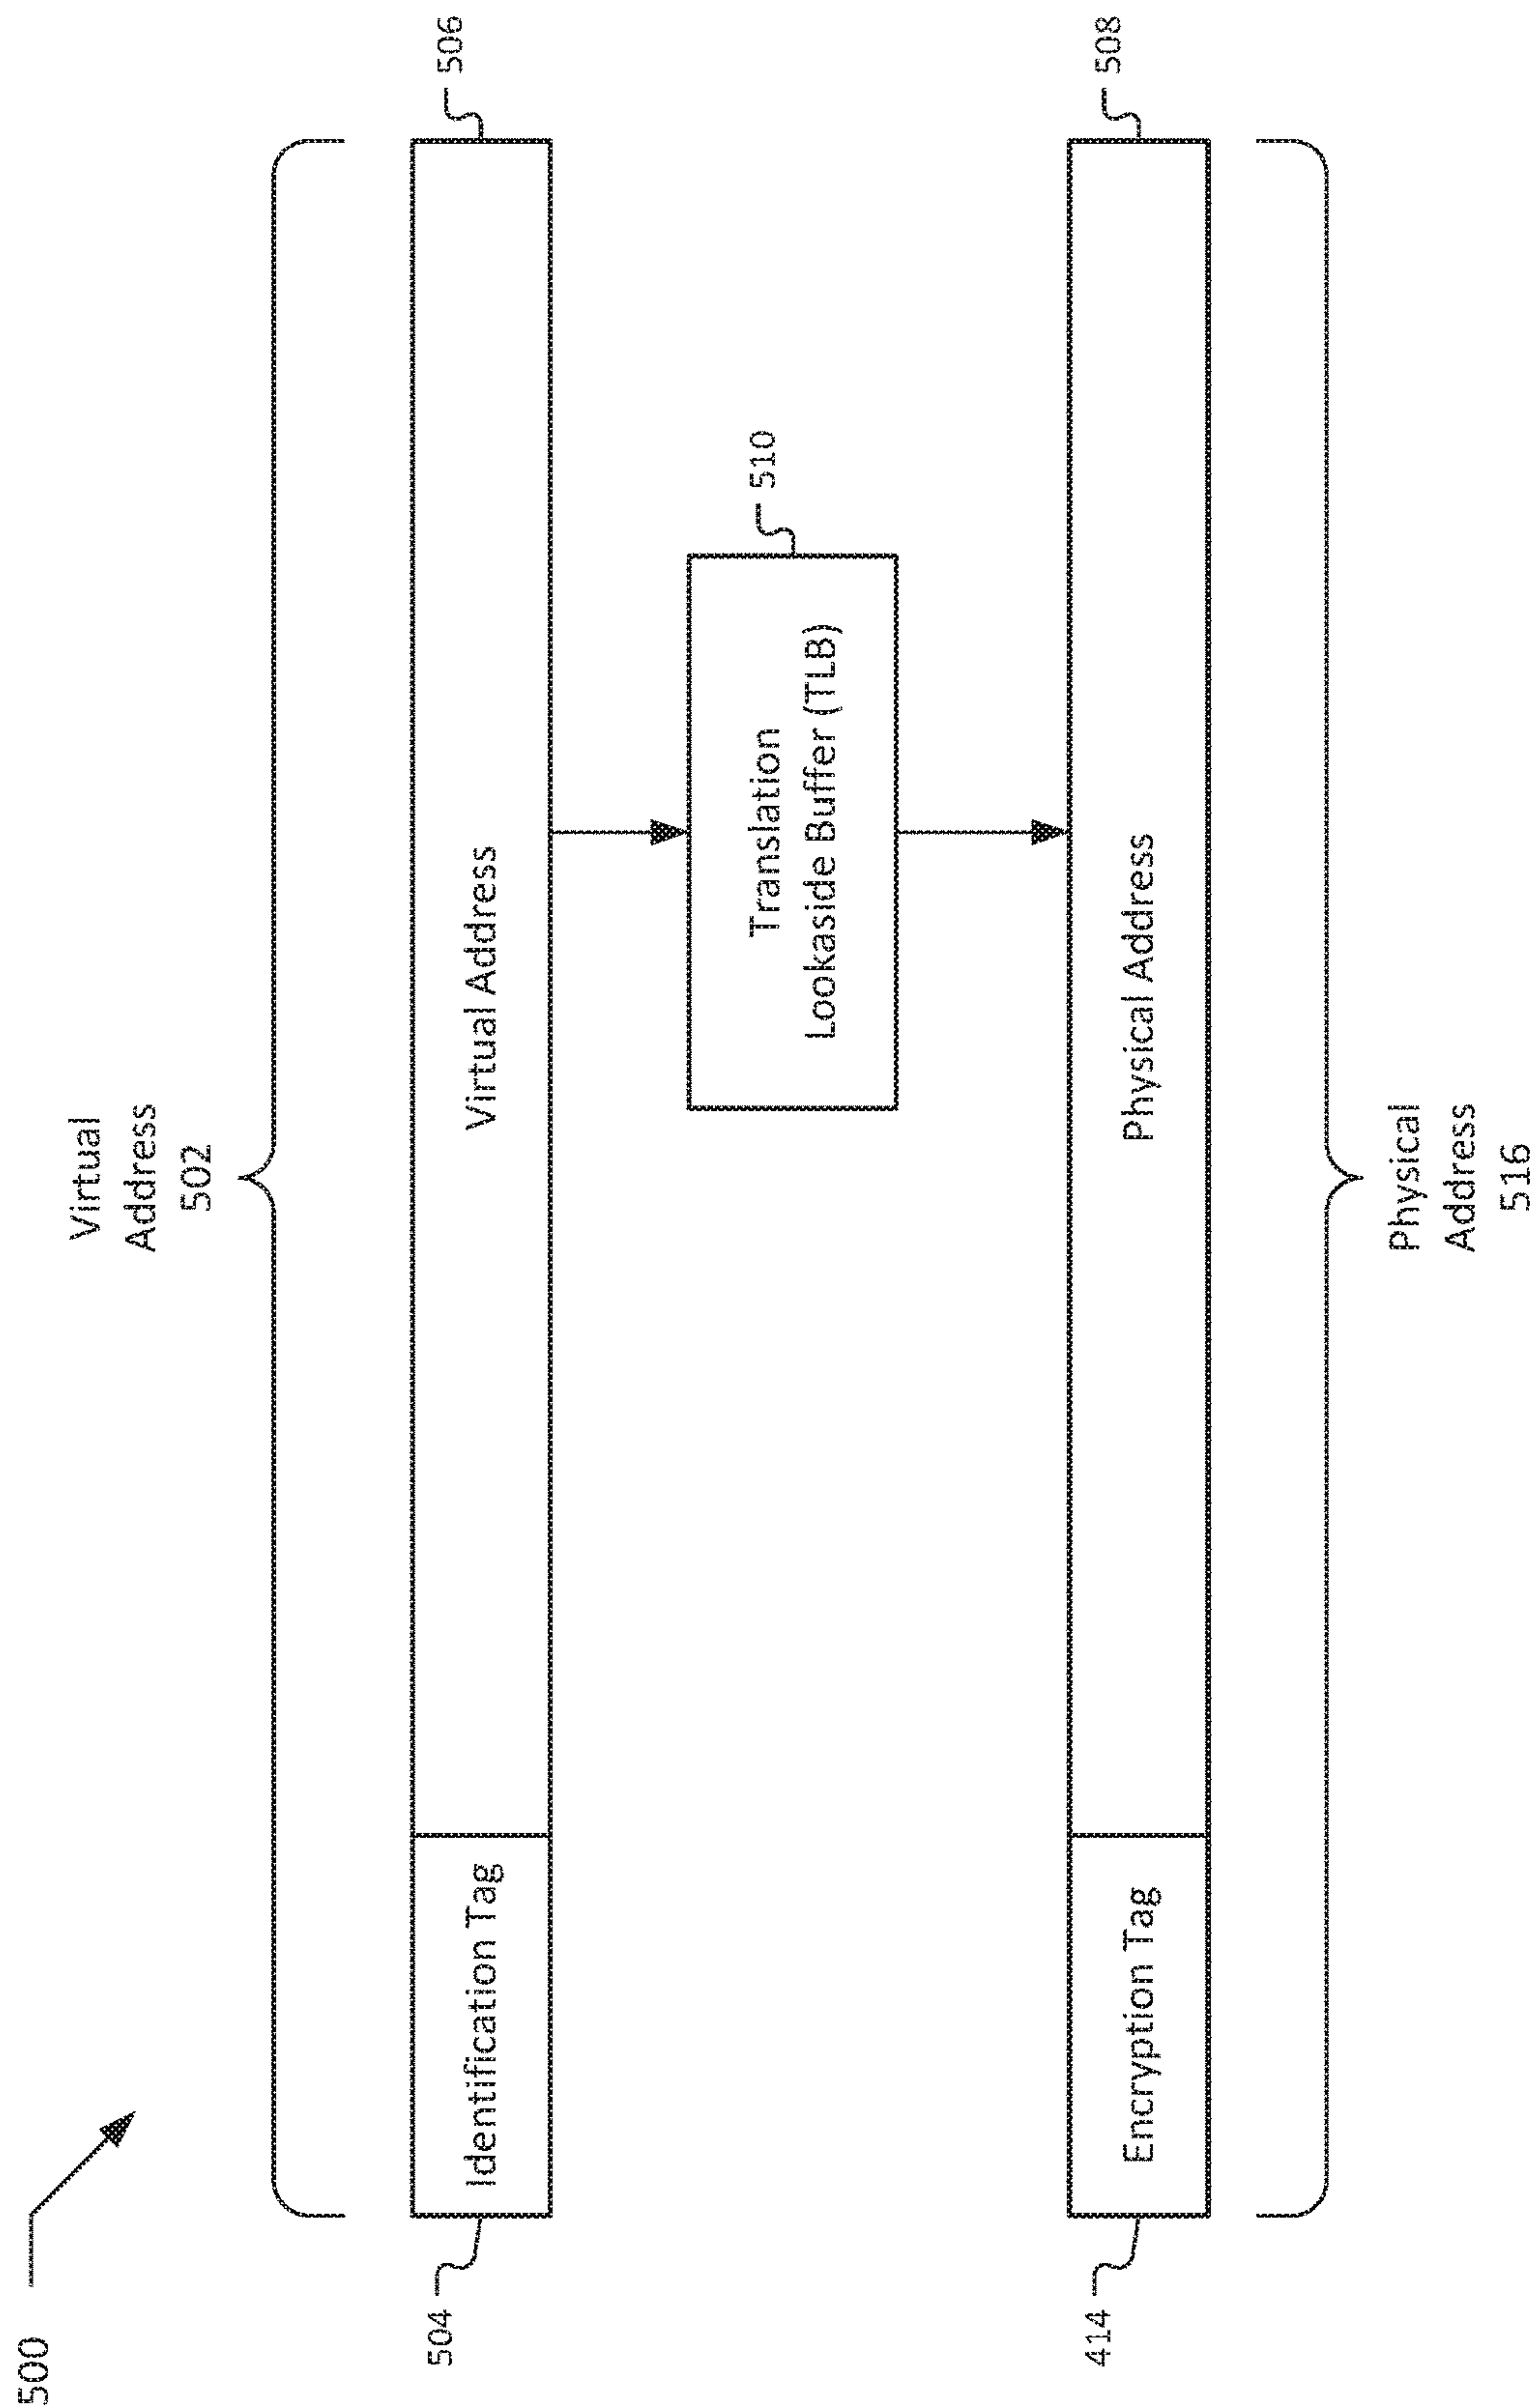 500
Virtual
Address
502
504
Identification Tag
Virtual Address
506
510
Translation
Lookaside Buffer (TLB)
414
Encryption Tag
Physical Address
508
Physical
Address
516